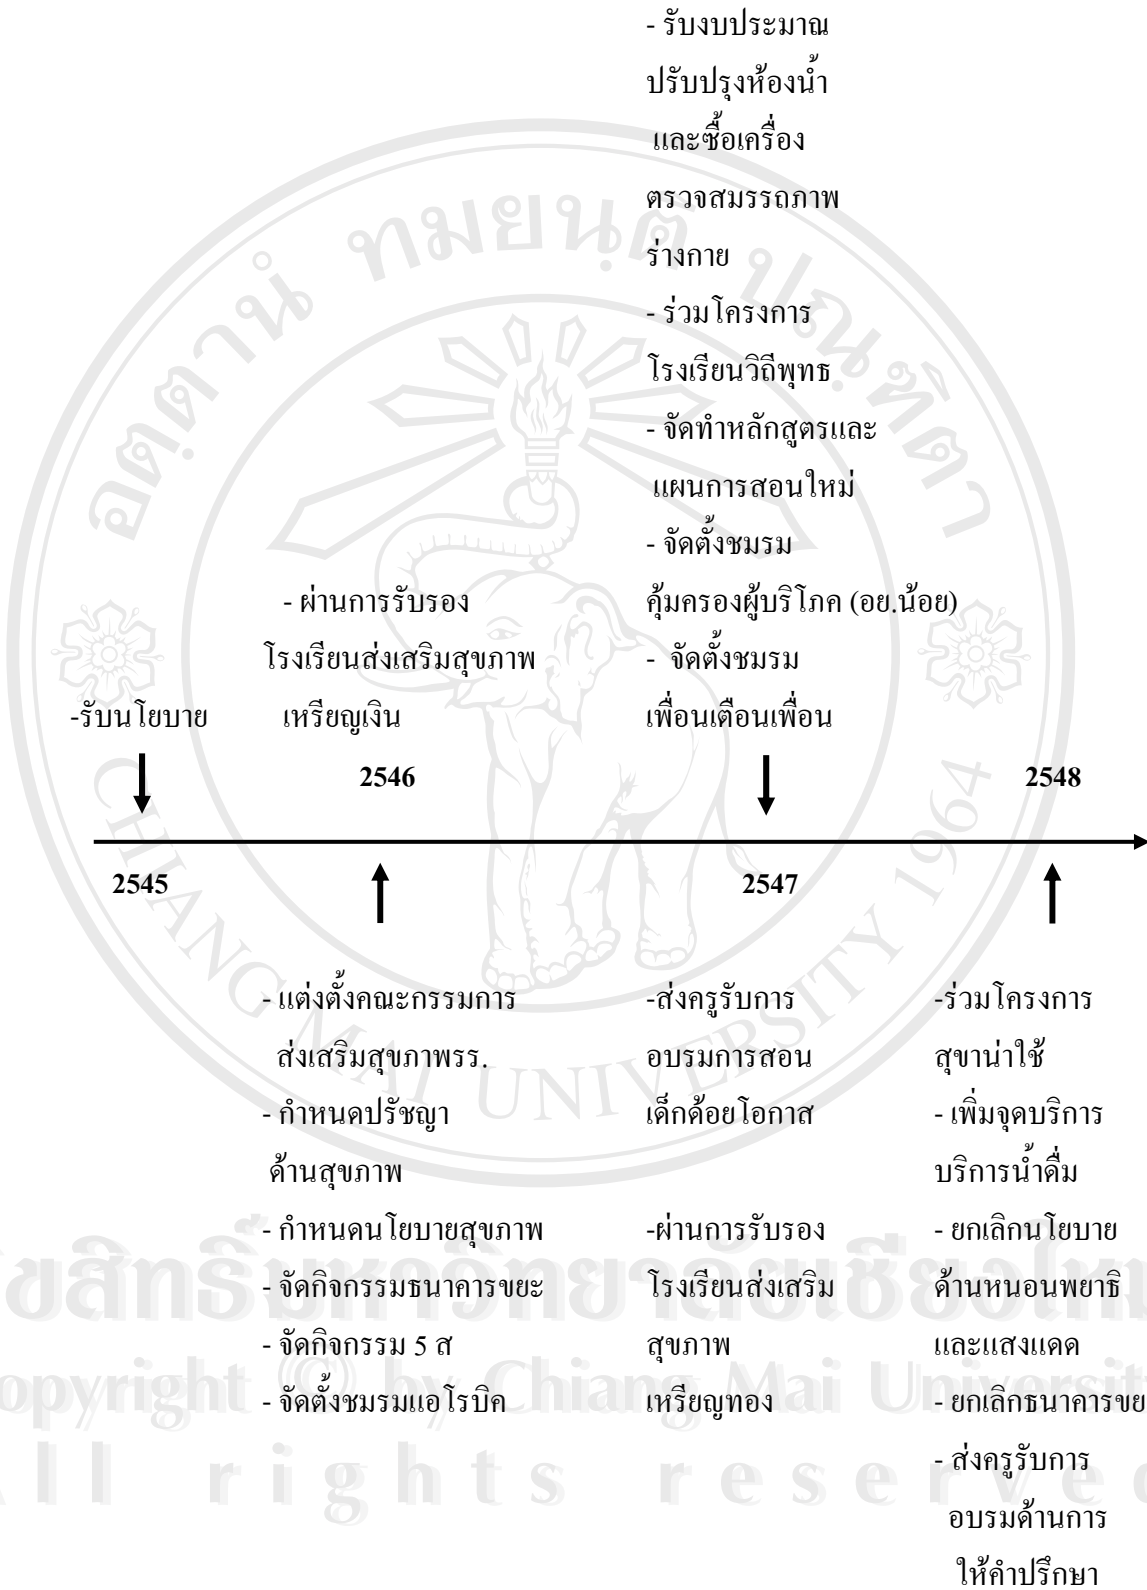 - รับงบประมาณ
ปรับปรุงห้องน้ำ
และซื้อเครื่อง
ตรวจสมรรถภาพ
ร่างกาย
- ร่วมโครงการ
โรงเรียนวิถีพุทธ
- จัดทำหลักสูตรและ
แผนการสอนใหม่
- จัดตั้งชมรม
คุ้มครองผู้บริโภค (อย.น้อย)
- จัดตั้งชมรม
เพื่อนเตือนเพื่อน
- ผ่านการรับรอง
โรงเรียนส่งเสริมสุขภาพ
เหรียญเงิน
-รับนโยบาย
2546
2548
2545
2547
- แต่งตั้งคณะกรรมการ
ส่งเสริมสุขภาพรร.
- กำหนดปรัชญา
ด้านสุขภาพ
- กำหนดนโยบายสุขภาพ
- จัดกิจกรรมธนาคารขยะ
- จัดกิจกรรม 5 ส
- จัดตั้งชมรมแอโรบิค
-ส่งครูรับการ
อบรมการสอน
เด็กด้อยโอกาส
-ผ่านการรับรอง
โรงเรียนส่งเสริม
สุขภาพ
เหรียญทอง
-ร่วมโครงการ
สุขาน่าใช้
- เพิ่มจุดบริการ
บริการน้ำดื่ม
- ยกเลิกนโยบาย
ด้านหนอนพยาธิ
และแสงแดด
- ยกเลิกธนาคารขย
- ส่งครูรับการ
อบรมด้านการ
ให้คำปรึกษา
อตฺตานํ ทมยนฺติ ปณฺฑิตา
CHIANG MAI UNIVERSITY 1964
ขสิทธิ์มหาวิทยาลัยเชียงใหม
opyright © by Chiang Mai Universit
All rights reserved